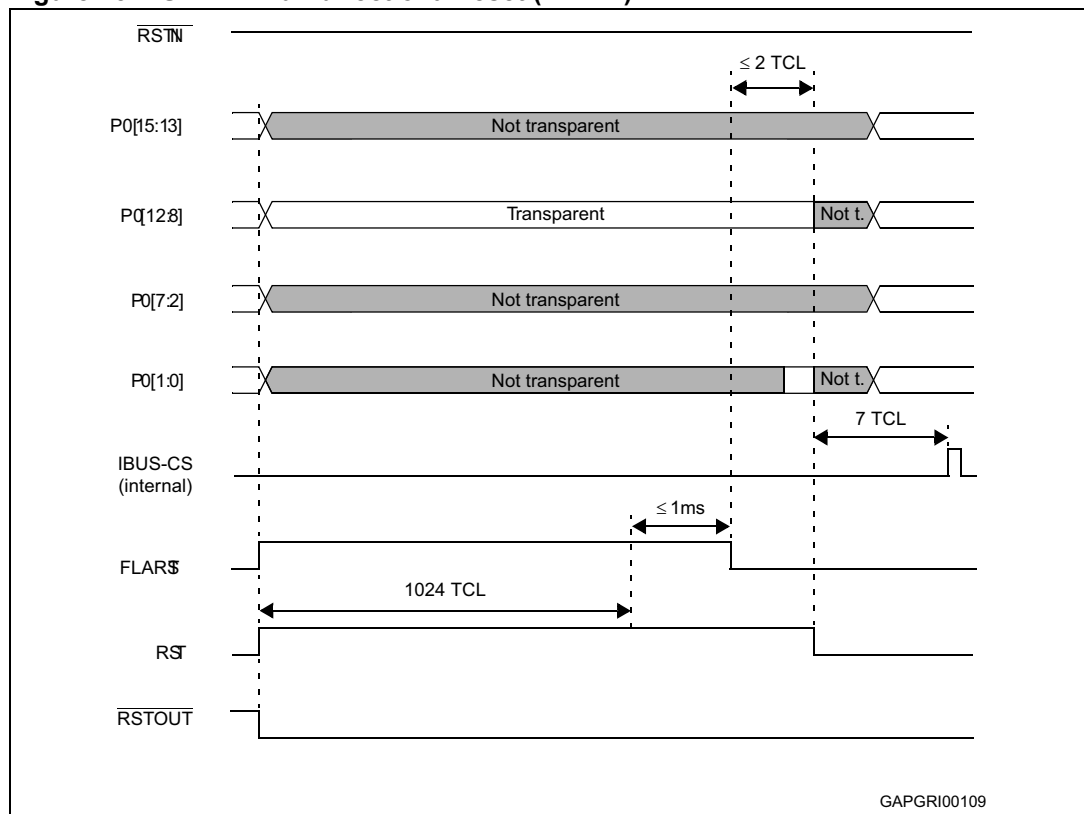 RSTIN
≤ 2 TCL
P0[15:13]
Not transparent
P0[12:8]
Transparent
Not t.
P0[7:2]
Not transparent
P0[1:0]
Not transparent
Not t.
7 TCL
IBUS-CS
(internal)
≤ 1ms
FLARST
1024 TCL
RST
RSTOUT
GAPGRI00109